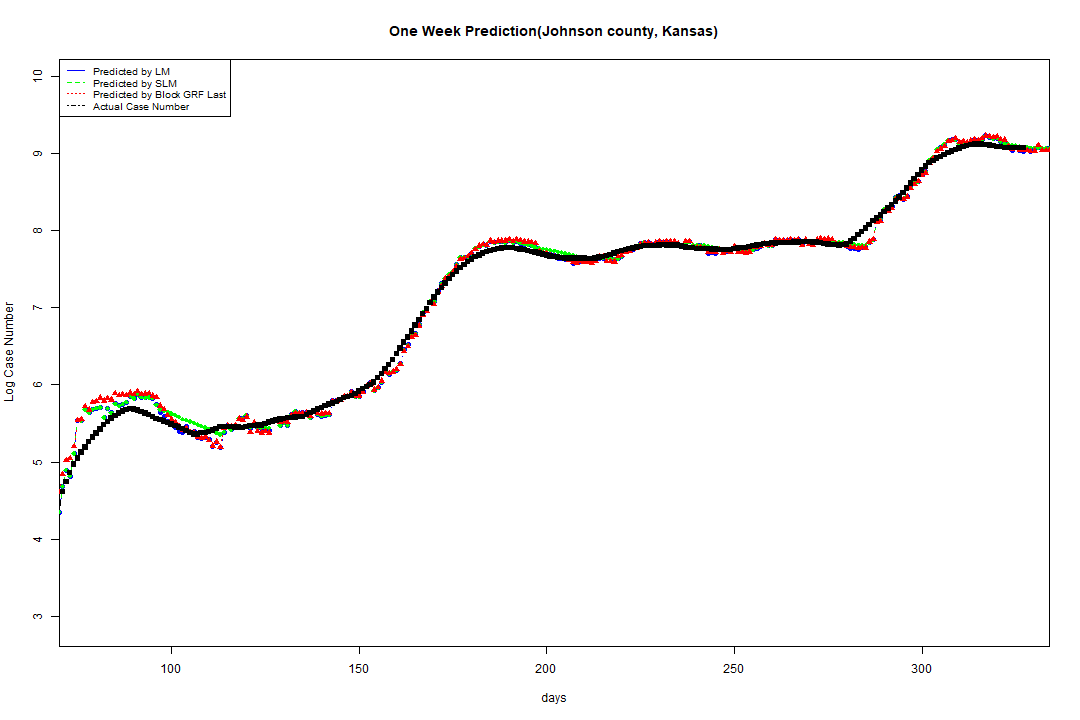 One Week Prediction(Johnson county, Kansas)
Predicted by LM
Predicted by SLM
Predicted by Block GRF Last
Actual Case Number
10
9
8
7
6
5
4
3
Log Case Number
100 150 200 250 300
days